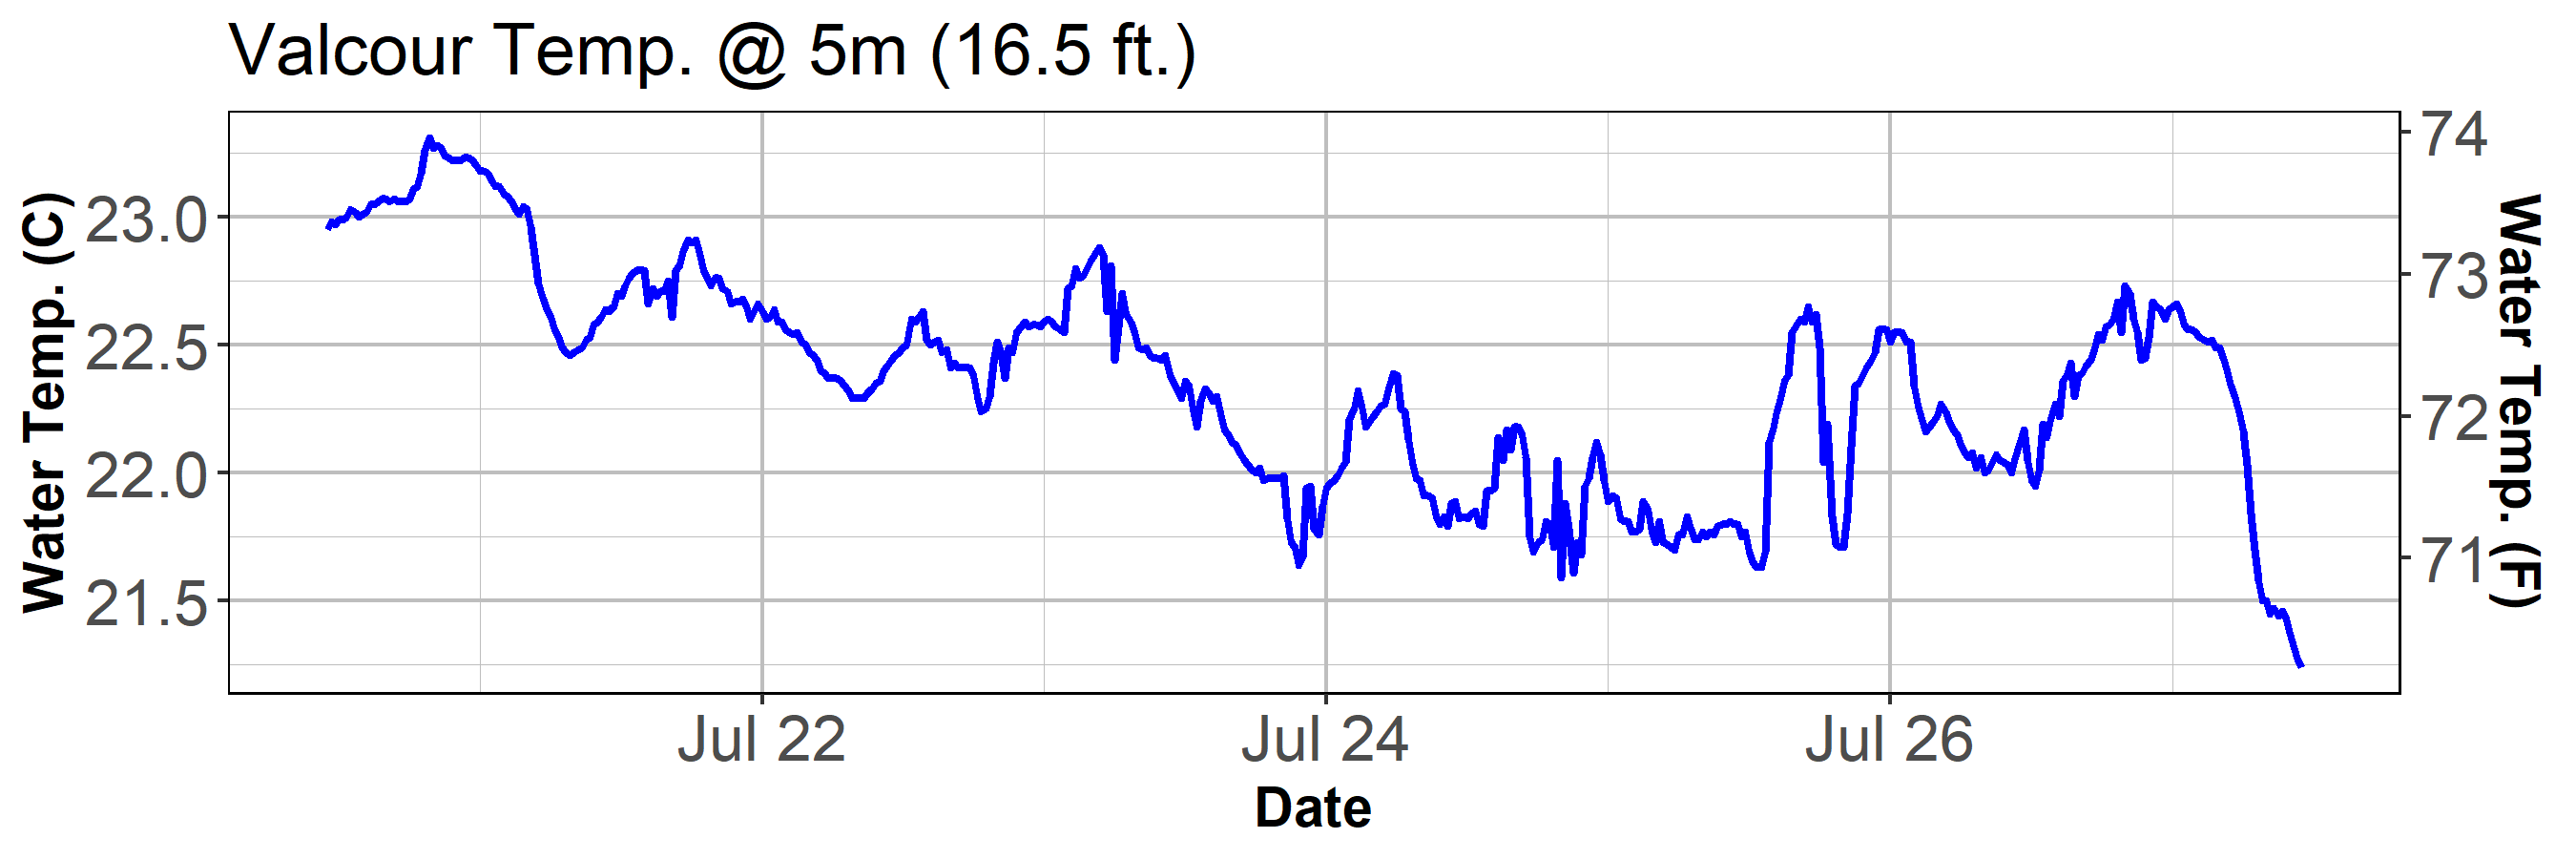 Valcour Temp. @ 5m (16.5 ft.)
Water Temp. (C)
23.0
22.5
22.0
21.5
74
73
72
71
Water Temp. (F)
Jul 22 Jul 24 Jul 26
Date